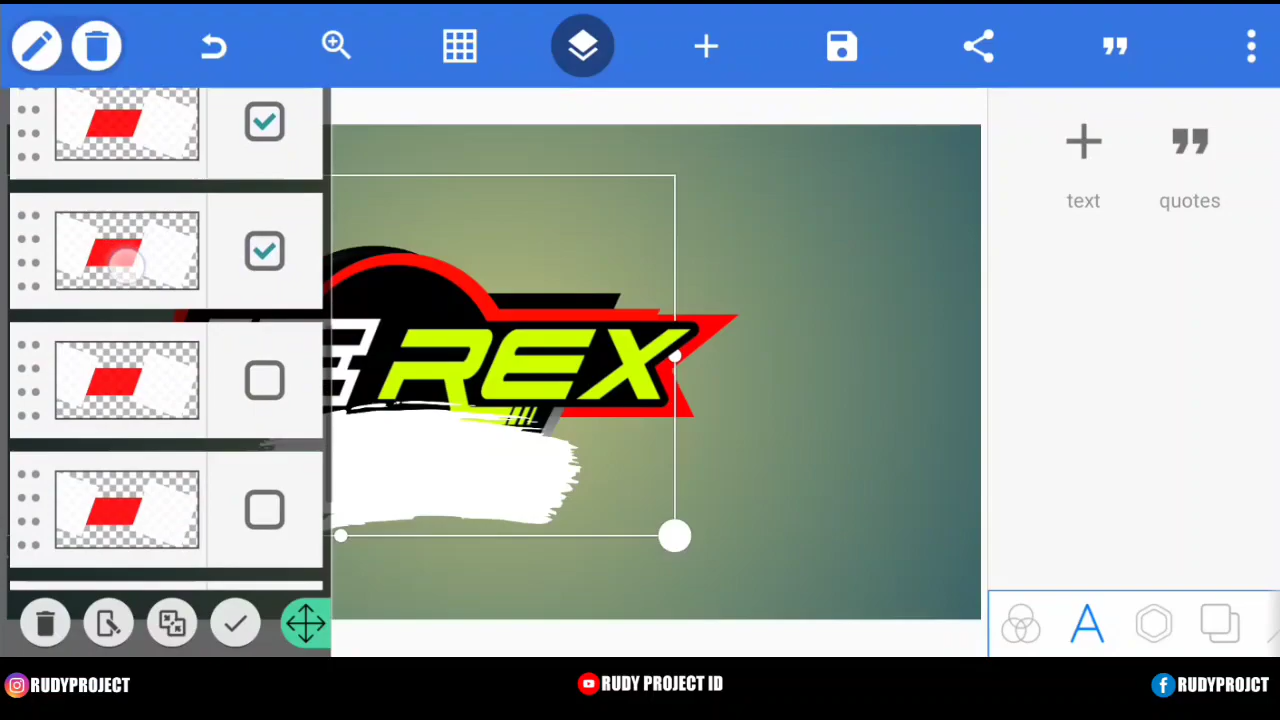 text
quotes
REX
RUDYPROJECT
RUDY PROJECT ID
RUDYPROJCT